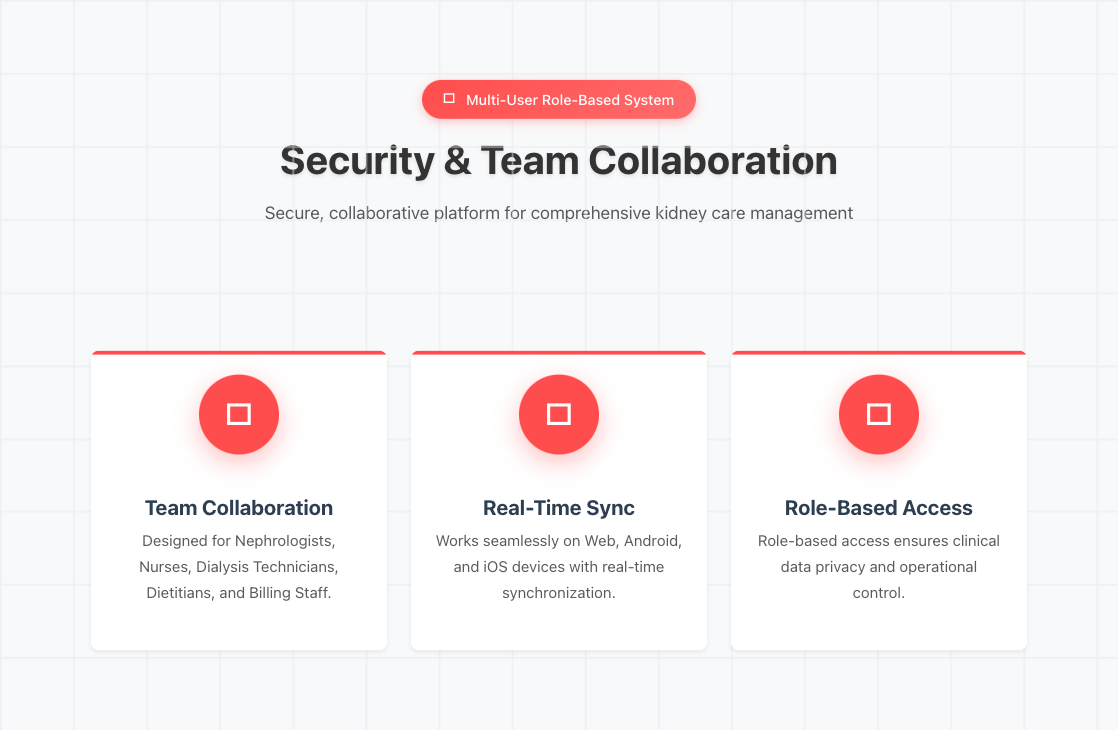 Multi-User Role-Based System
Security & Team Collaboration
Secure, collaborative platform for comprehensive kidney care management
Team Collaboration
Designed for Nephrologists,
Nurses, Dialysis Technicians,
Dietitians, and Billing Staff.
Real-Time Sync
Works seamlessly on Web, Android,
and iOS devices with real-time
synchronization.
Role-Based Access
Role-based access ensures clinical
data privacy and operational
control.